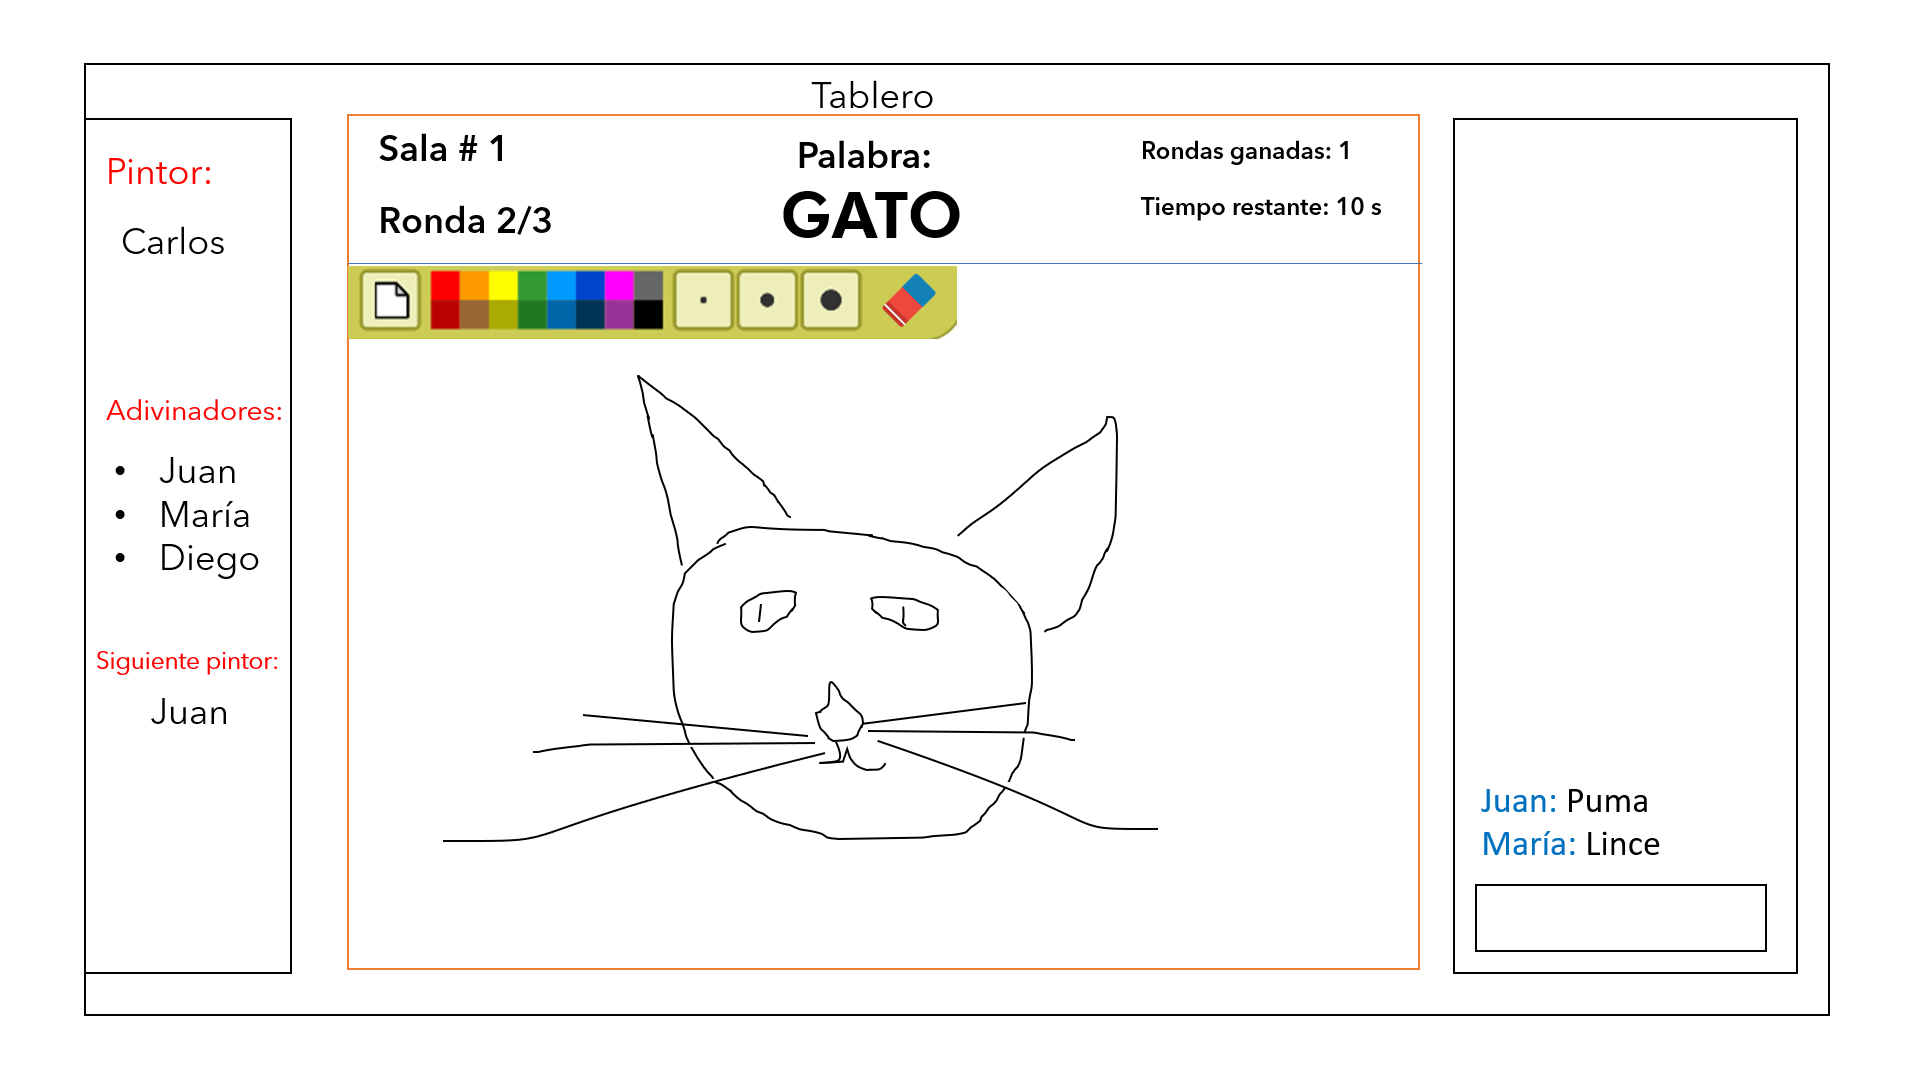 Tablero
Pintor:
Carlos
Adivinadores:
• Juan
• María
• Diego
Siguiente pintor:
Juan
Sala # 1
Ronda 2/3
Palabra:
GATO
Rondas ganadas: 1
Tiempo restante: 10 s
Juan: Puma
María: Lince